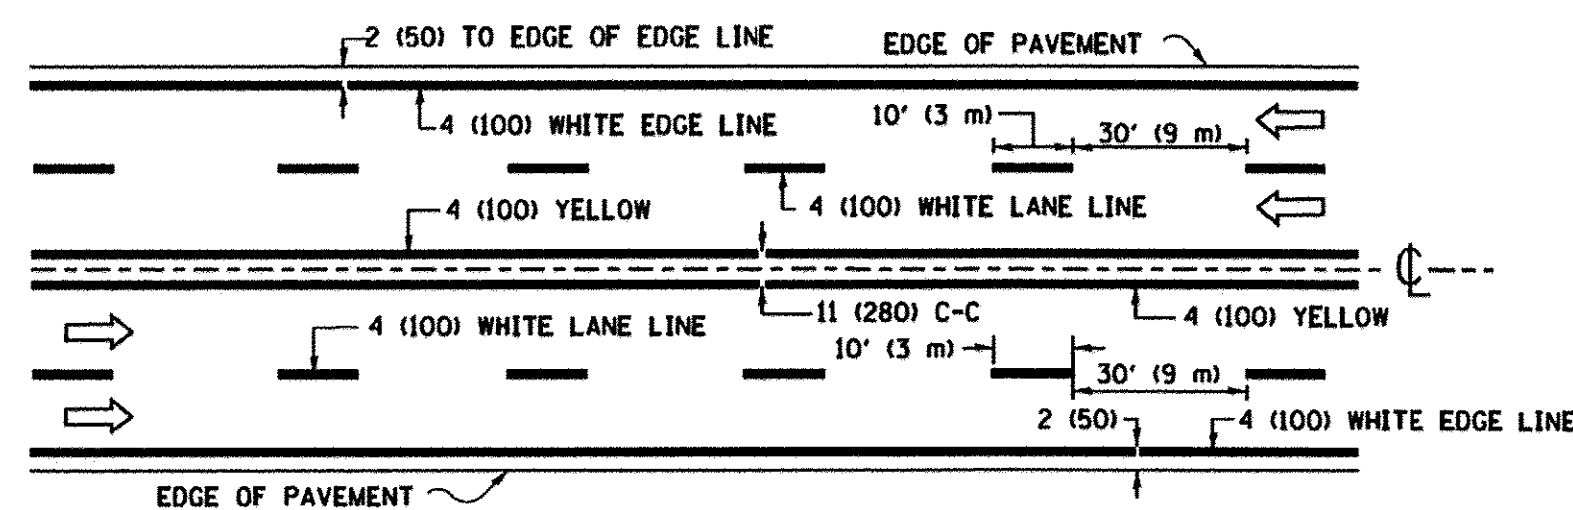 2 (50) TO EDGE OF EDGE LINE
EDGE OF PAVEMENT
4 (100) WHITE EDGE LINE
10' (3 m)
30' (9 m)
4 (100) YELLOW
4 (100) WHITE LANE LINE
℄
11 (280) C-C
4 (100) YELLOW
4 (100) WHITE LANE LINE
10' (3 m)
30' (9 m)
2 (50)
4 (100) WHITE EDGE LINE
EDGE OF PAVEMENT